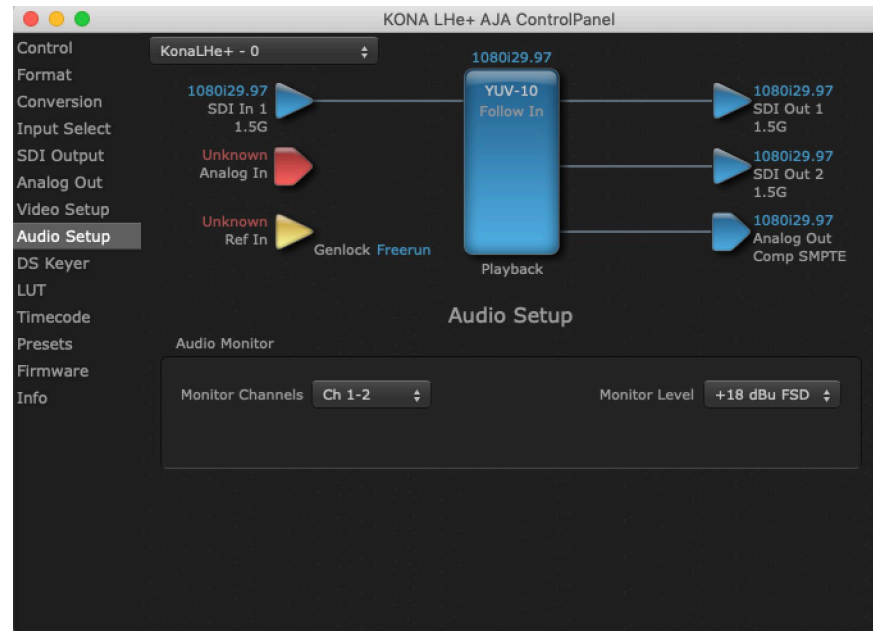 KONA LHe+ AJA ControlPanel
Control
Format
Conversion
Input Select
SDI Output
Analog Out
Video Setup
Audio Setup
DS Keyer
LUT
Timecode
Presets
Firmware
Info
KonaLHe+ - 0
1080i29.97
SDI In 1
1.5G
Unknown
Analog In
Unknown
Ref In
Genlock Freerun
1080i29.97
YUV-10
Follow In
Playback
1080i29.97
SDI Out 1
1.5G
1080i29.97
SDI Out 2
1.5G
1080i29.97
Analog Out
Comp SMPTE
Audio Setup
Audio Monitor
Monitor Channels Ch 1-2
Monitor Level +18 dBu FSD